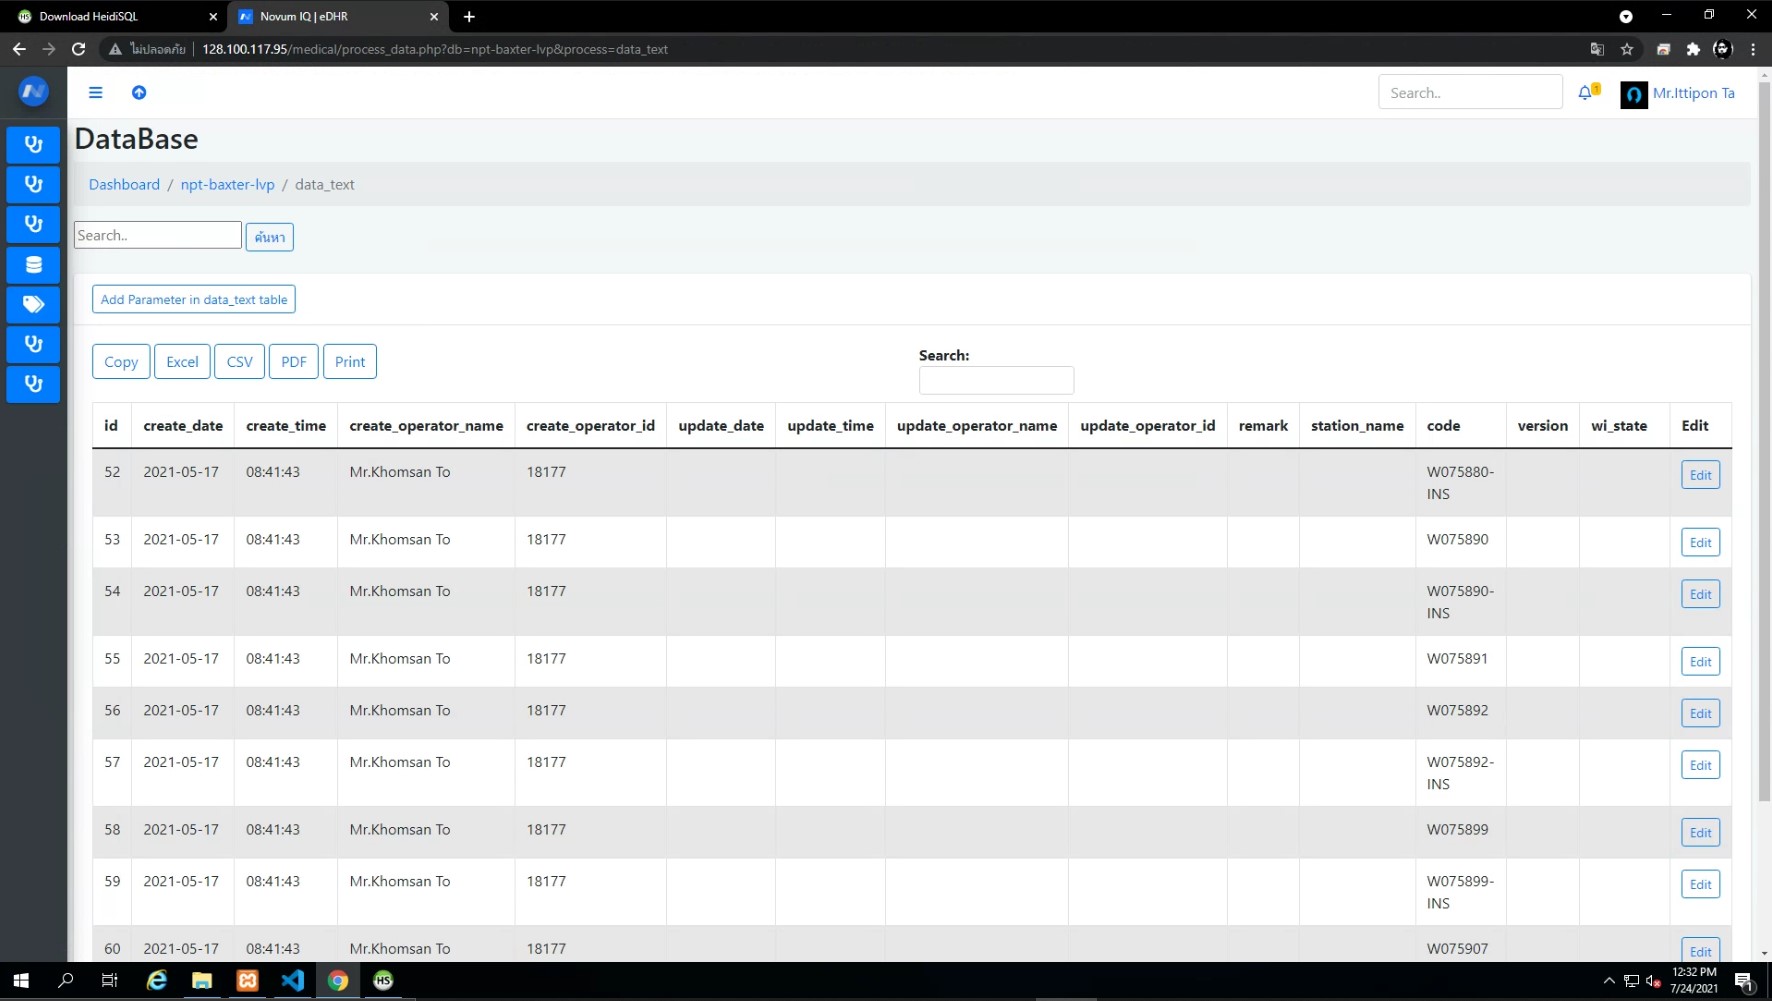 Download HeidiSQL
Novum IQ | eDHR
ไม่ปลอดภัย
128.100.117.95/medical/process_data.php?db=npt-baxter-lvp&process=data_text
Search..
1
Mr.Ittipon Ta
DataBase
Dashboard / npt-baxter-lvp / data_text
Search..
ค้นหา
Add Parameter in data_text table
Copy Excel CSV PDF Print
Search:
id create_date create_time create_operator_name create_operator_id update_date update_time update_operator_name update_operator_id remark station_name code version wi_state Edit
52 2021-05-17 08:41:43 Mr.Khomsan To 18177 W075880-INS Edit
53 2021-05-17 08:41:43 Mr.Khomsan To 18177 W075890 Edit
54 2021-05-17 08:41:43 Mr.Khomsan To 18177 W075890-INS Edit
55 2021-05-17 08:41:43 Mr.Khomsan To 18177 W075891 Edit
56 2021-05-17 08:41:43 Mr.Khomsan To 18177 W075892 Edit
57 2021-05-17 08:41:43 Mr.Khomsan To 18177 W075892-INS Edit
58 2021-05-17 08:41:43 Mr.Khomsan To 18177 W075899 Edit
59 2021-05-17 08:41:43 Mr.Khomsan To 18177 W075899-INS Edit
60 2021-05-17 08:41:43 Mr.Khomsan To 18177 W075907 Edit
HS
12:32 PM
7/24/2021
1